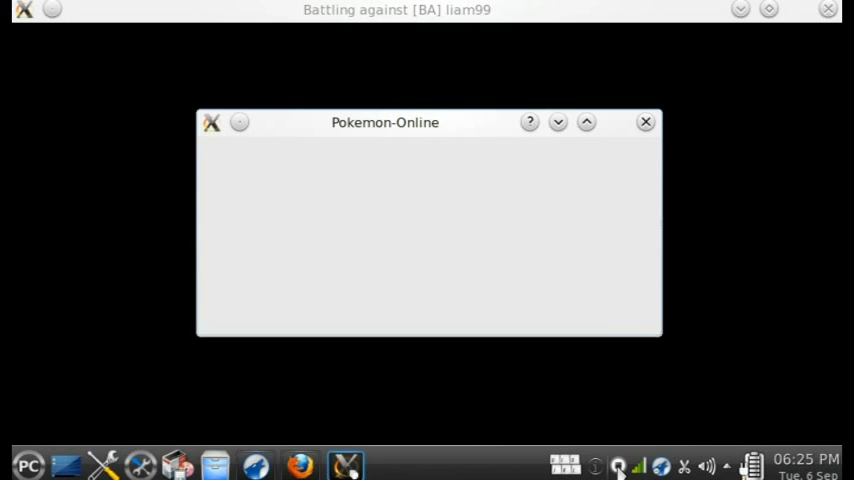 Battling against [BA] liam99
Pokemon-Online
?
PC
06:25 PM
Tue, 6 Sep